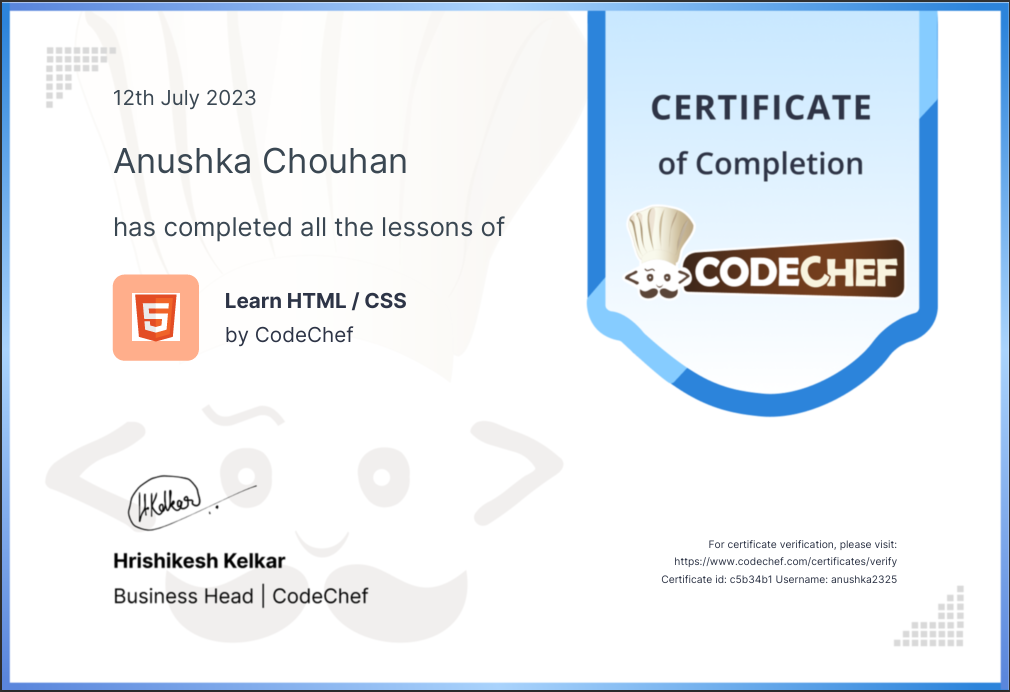 12th July 2023
Anushka Chouhan
has completed all the lessons of
Learn HTML / CSS
by CodeChef
CERTIFICATE
of Completion
CODECHEF
H.Kelkar
Hrishikesh Kelkar
Business Head | CodeChef
For certificate verification, please visit:
https://www.codechef.com/certificates/verify
Certificate id: c5b34b1 Username: anushka2325